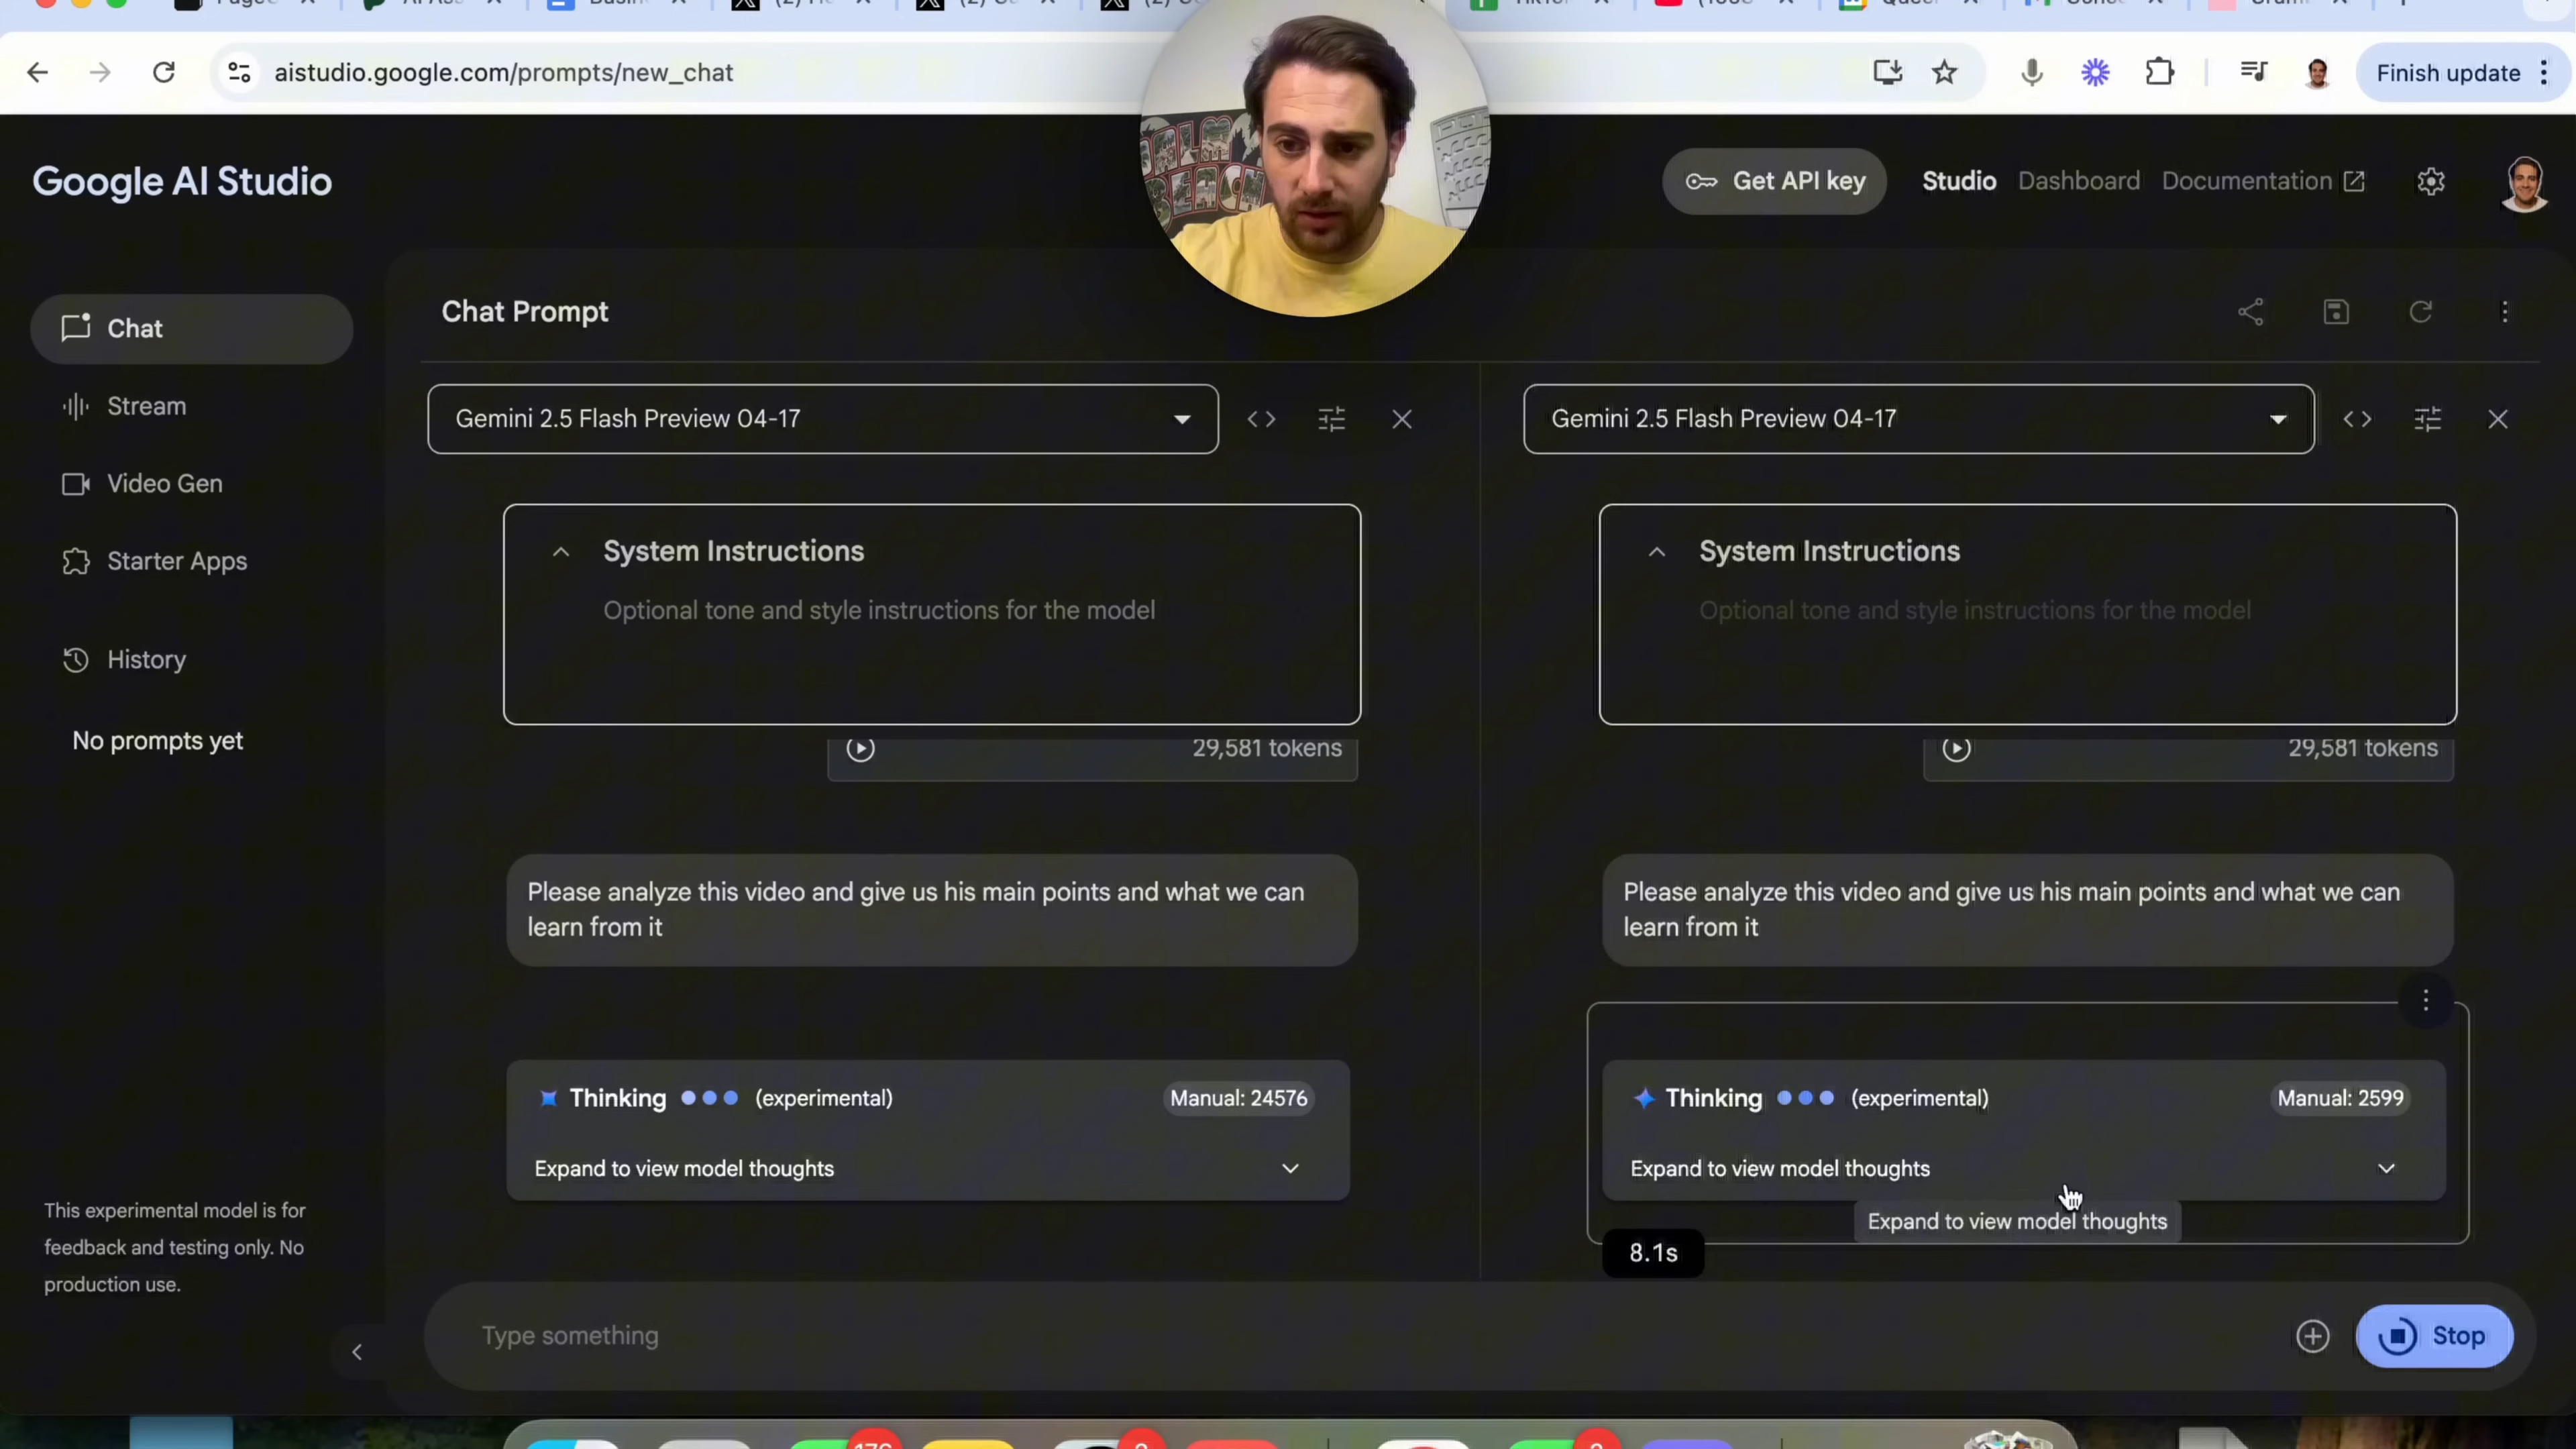 aistudio.google.com/prompts/new_chat
Finish update
Google AI Studio
Get API key
Studio
Dashboard
Documentation
Chat
Stream
Video Gen
Starter Apps
History
No prompts yet
This experimental model is for
feedback and testing only. No
production use.
Chat Prompt
Gemini 2.5 Flash Preview 04-17
System Instructions
Optional tone and style instructions for the model
29,581 tokens
Please analyze this video and give us his main points and what we can
learn from it
Thinking (experimental)
Manual: 24576
Expand to view model thoughts
Gemini 2.5 Flash Preview 04-17
System Instructions
Optional tone and style instructions for the model
29,581 tokens
Please analyze this video and give us his main points and what we can
learn from it
Thinking (experimental)
Manual: 2599
Expand to view model thoughts
Expand to view model thoughts
8.1s
Type something
Stop